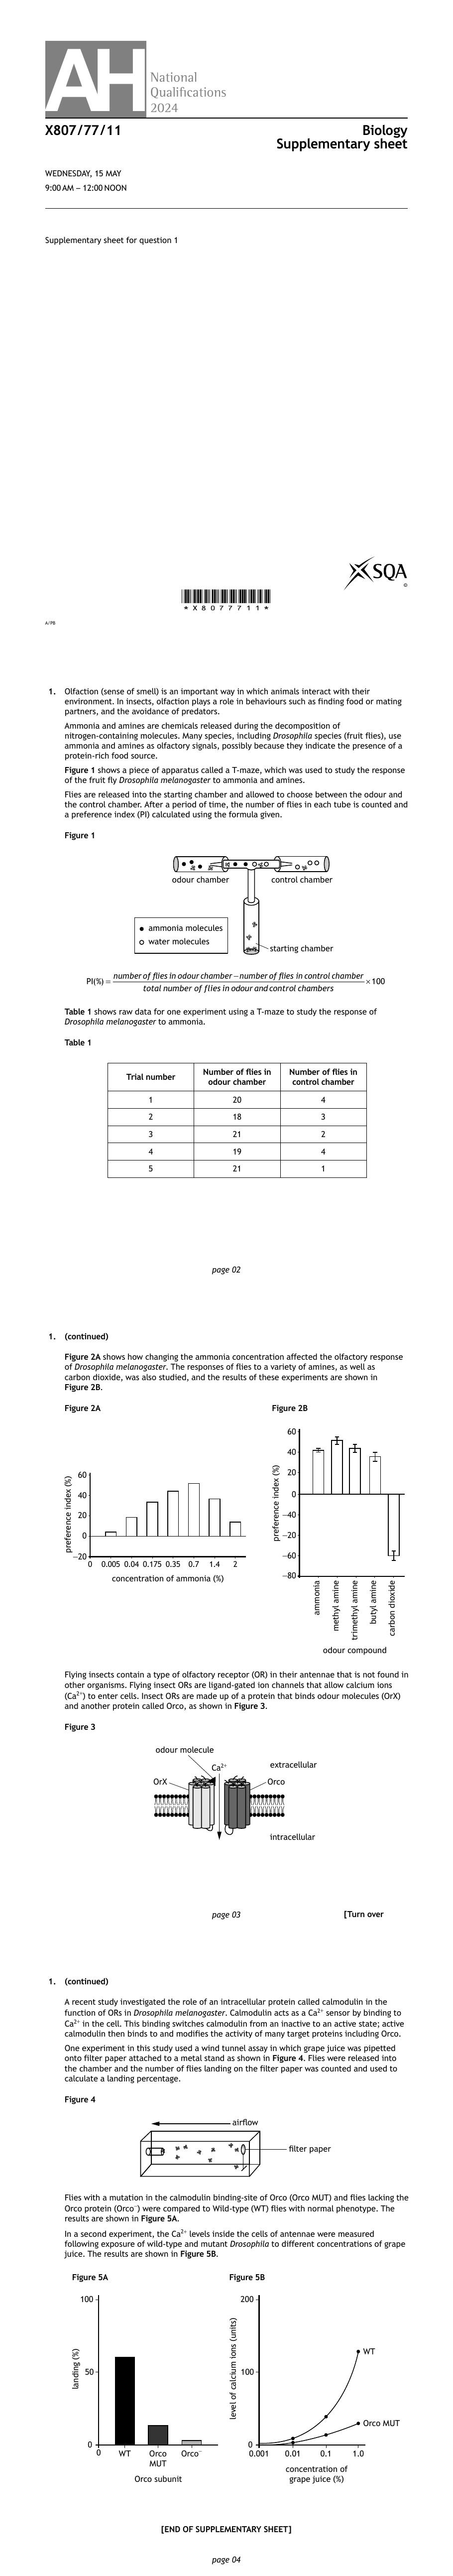 AH National
Qualifications
2024
X807/77/11 Biology
Supplementary sheet
WEDNESDAY, 15 MAY
9:00 AM – 12:00 NOON
Supplementary sheet for question 1
SQA
©
*X8077711*
A/PB
1. Olfaction (sense of smell) is an important way in which animals interact with their
environment. In insects, olfaction plays a role in behaviours such as finding food or mating
partners, and the avoidance of predators.
Ammonia and amines are chemicals released during the decomposition of
nitrogen-containing molecules. Many species, including Drosophila species (fruit flies), use
ammonia and amines as olfactory signals, possibly because they indicate the presence of a
protein-rich food source.
Figure 1 shows a piece of apparatus called a T-maze, which was used to study the response
of the fruit fly Drosophila melanogaster to ammonia and amines.
Flies are released into the starting chamber and allowed to choose between the odour and
the control chamber. After a period of time, the number of flies in each tube is counted and
a preference index (PI) calculated using the formula given.
Figure 1
odour chamber control chamber
ammonia molecules
water molecules
starting chamber
PI(%) = number of flies in odour chamber – number of flies in control chamber × 100
total number of flies in odour and control chambers
Table 1 shows raw data for one experiment using a T-maze to study the response of
Drosophila melanogaster to ammonia.
Table 1
Trial number Number of flies in odour chamber Number of flies in control chamber
1 20 4
2 18 3
3 21 2
4 19 4
5 21 1
page 02
1. (continued)
Figure 2A shows how changing the ammonia concentration affected the olfactory response
of Drosophila melanogaster. The responses of flies to a variety of amines, as well as
carbon dioxide, was also studied, and the results of these experiments are shown in
Figure 2B.
Figure 2A
preference index (%)
60
40
20
0
–20
0 0.005 0.04 0.175 0.35 0.7 1.4 2
concentration of ammonia (%)
Figure 2B
preference index (%)
60
40
20
0
–40
–20
–60
–80
ammonia
methyl amine
trimethyl amine
butyl amine
carbon dioxide
odour compound
Flying insects contain a type of olfactory receptor (OR) in their antennae that is not found in
other organisms. Flying insect ORs are ligand-gated ion channels that allow calcium ions
(Ca²⁺) to enter cells. Insect ORs are made up of a protein that binds odour molecules (OrX)
and another protein called Orco, as shown in Figure 3.
Figure 3
odour molecule
Ca²⁺ extracellular
OrX Orco
intracellular
page 03 [Turn over
1. (continued)
A recent study investigated the role of an intracellular protein called calmodulin in the
function of ORs in Drosophila melanogaster. Calmodulin acts as a Ca²⁺ sensor by binding to
Ca²⁺ in the cell. This binding switches calmodulin from an inactive to an active state; active
calmodulin then binds to and modifies the activity of many target proteins including Orco.
One experiment in this study used a wind tunnel assay in which grape juice was pipetted
onto filter paper attached to a metal stand as shown in Figure 4. Flies were released into
the chamber and the number of flies landing on the filter paper was counted and used to
calculate a landing percentage.
Figure 4
airflow
filter paper
Flies with a mutation in the calmodulin binding-site of Orco (Orco MUT) and flies lacking the
Orco protein (Orco⁻) were compared to Wild-type (WT) flies with normal phenotype. The
results are shown in Figure 5A.
In a second experiment, the Ca²⁺ levels inside the cells of antennae were measured
following exposure of wild-type and mutant Drosophila to different concentrations of grape
juice. The results are shown in Figure 5B.
Figure 5A
landing (%)
100
50
0
0 WT Orco MUT Orco⁻
Orco subunit
Figure 5B
level of calcium ions (units)
200
100
0
WT
Orco MUT
0.001 0.01 0.1 1.0
concentration of
grape juice (%)
[END OF SUPPLEMENTARY SHEET]
page 04